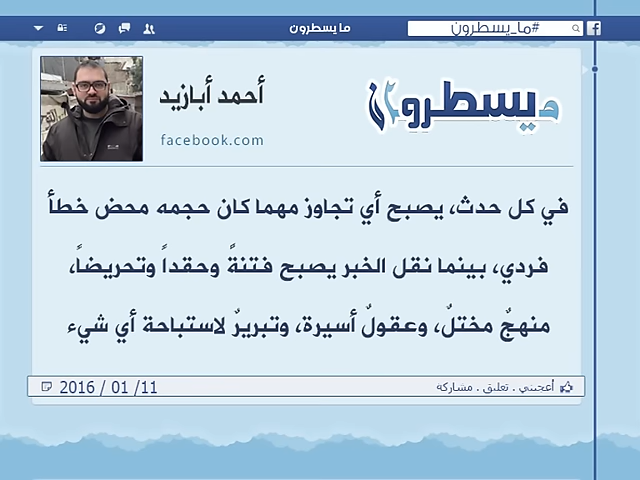 ما يسطرون
#ما_يسطرون
أحمد أبازيد
facebook.com
ما يسطرون
في كل حدث، يصبح أي تجاوز مهما كان حجمه محض خطأ
فردي، بينما نقل الخبر يصبح فتنةً وحقداً وتحريضاً،
منهجٌ مختلٌ، وعقولٌ أسيرة، وتبريرٌ لاستباحة أي شيء
أعجبني . تعليق . مشاركة
2016 / 01 /11